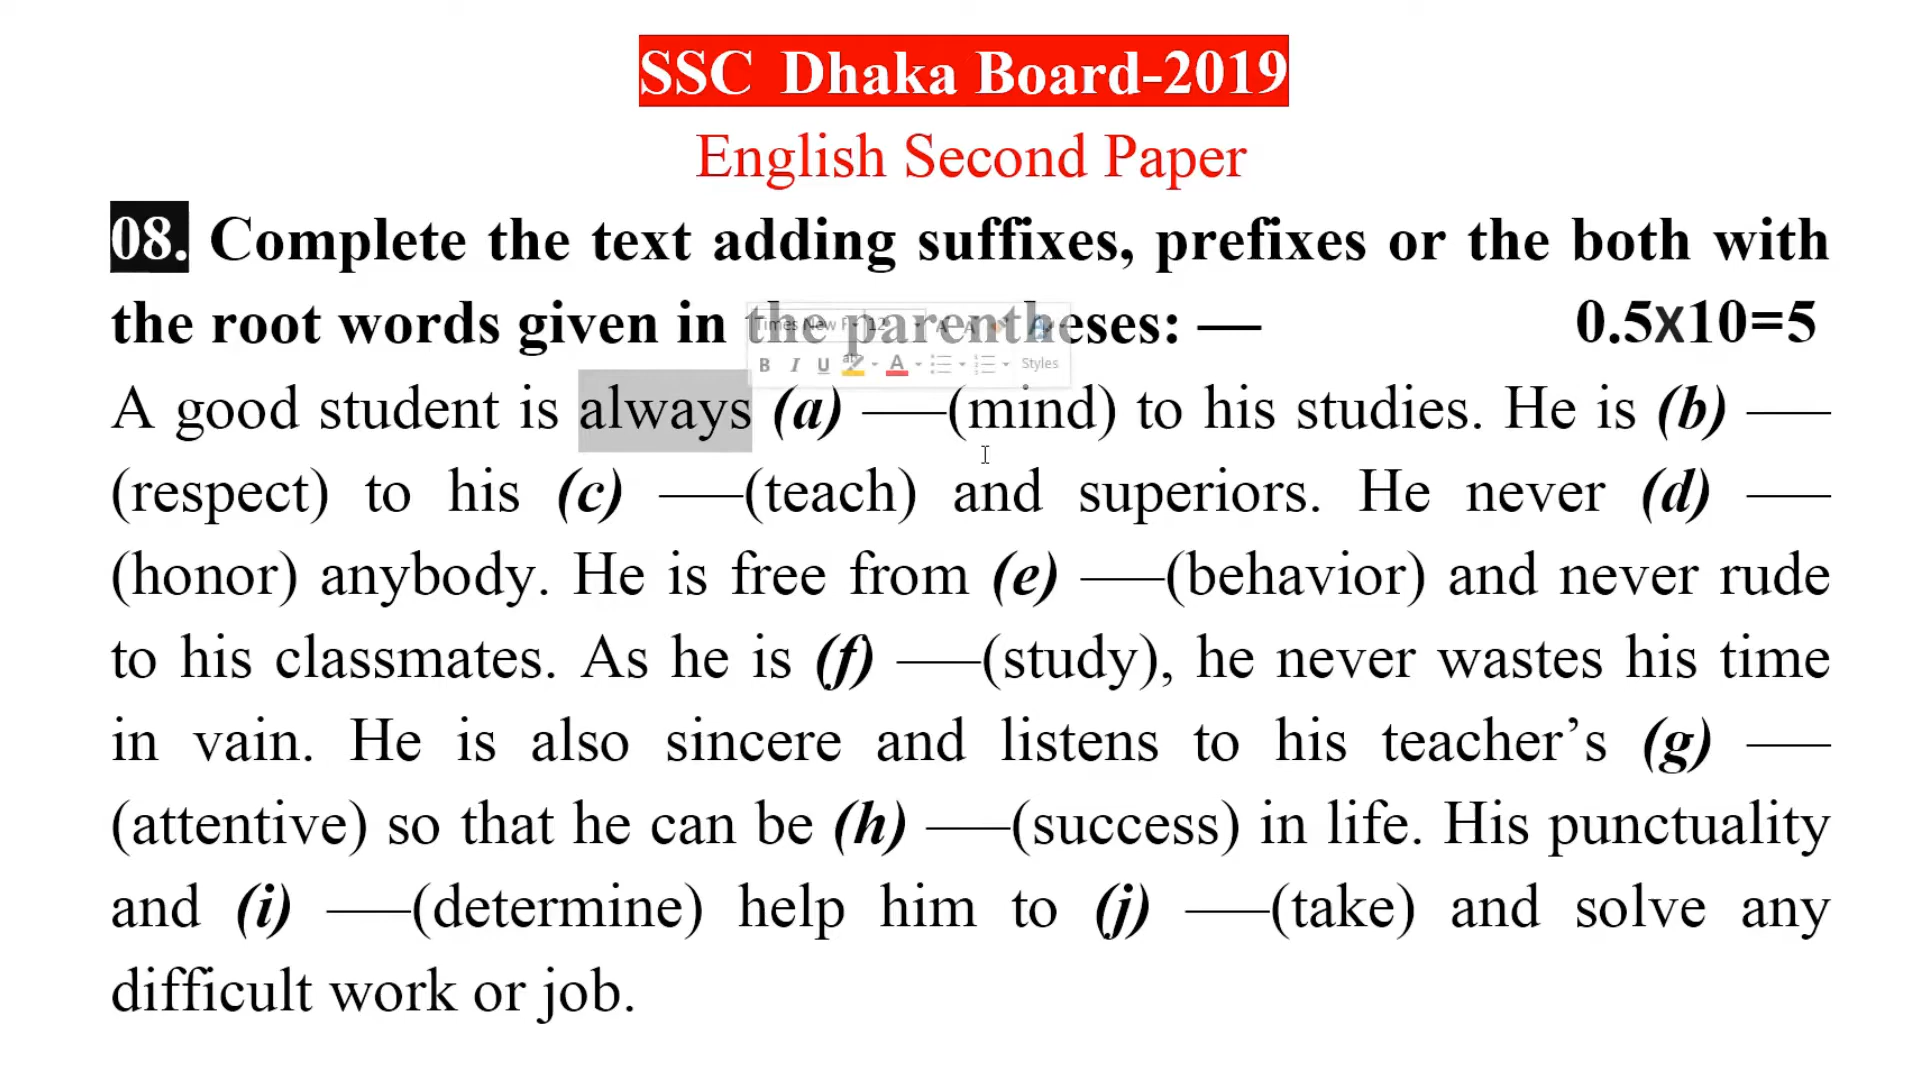 SSC Dhaka Board-2019
English Second Paper
08. Complete the text adding suffixes, prefixes or the both with
the root words given in the parentheses: — 0.5X10=5
Times New 12 A A
B I U ab A Styles
A good student is always (a) ——(mind) to his studies. He is (b) ——
(respect) to his (c) ——(teach) and superiors. He never (d) ——
(honor) anybody. He is free from (e) ——(behavior) and never rude
to his classmates. As he is (f) ——(study), he never wastes his time
in vain. He is also sincere and listens to his teacher’s (g) ——
(attentive) so that he can be (h) ——(success) in life. His punctuality
and (i) ——(determine) help him to (j) ——(take) and solve any
difficult work or job.